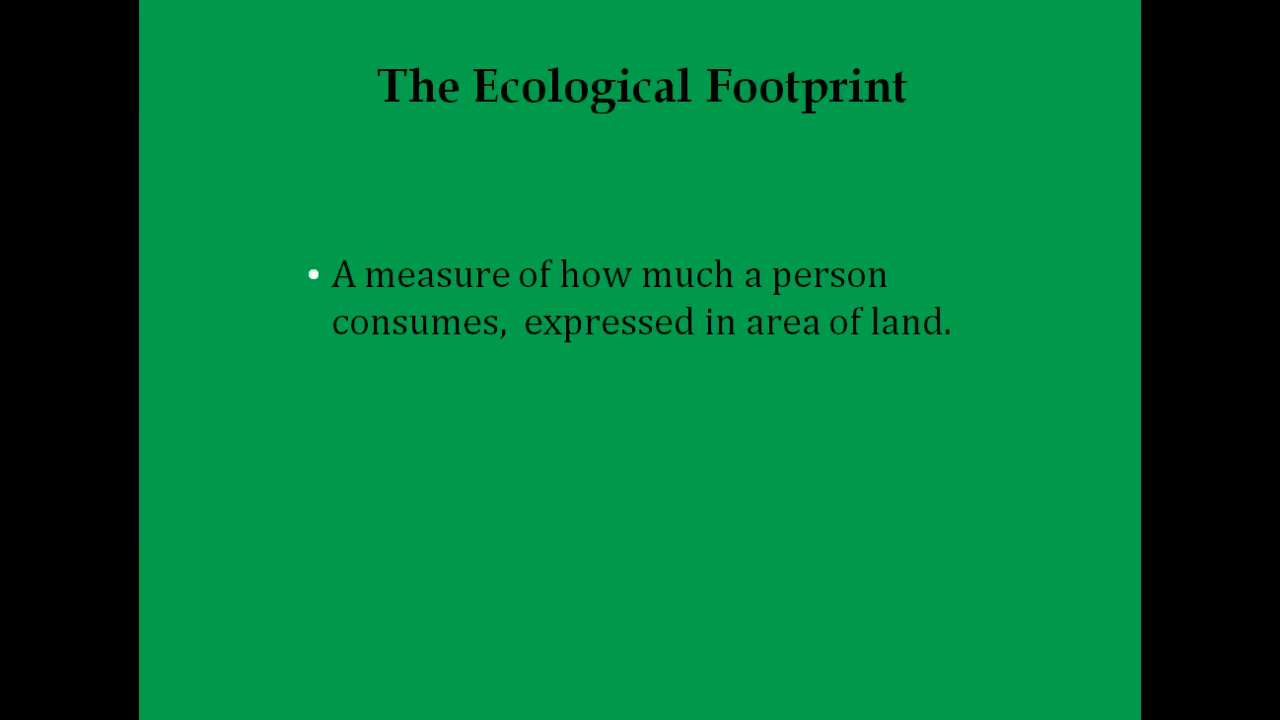 The Ecological Footprint
• A measure of how much a person
consumes,  expressed in area of land.